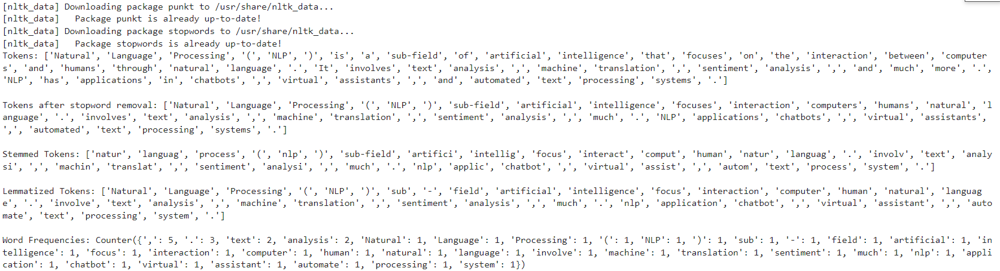 [nltk_data] Downloading package punkt to /usr/share/nltk_data...
[nltk_data]   Package punkt is already up-to-date!
[nltk_data] Downloading package stopwords to /usr/share/nltk_data...
[nltk_data]   Package stopwords is already up-to-date!
Tokens: ['Natural', 'Language', 'Processing', '(', 'NLP', ')', 'is', 'a', 'sub-field', 'of', 'artificial', 'intelligence', 'that', 'focuses', 'on', 'the', 'interaction', 'between', 'computer
s', 'and', 'humans', 'through', 'natural', 'language', '.', 'It', 'involves', 'text', 'analysis', ',', 'machine', 'translation', ',', 'sentiment', 'analysis', ',', 'and', 'much', 'more', '.',
'NLP', 'has', 'applications', 'in', 'chatbots', ',', 'virtual', 'assistants', ',', 'and', 'automated', 'text', 'processing', 'systems', '.']
Tokens after stopword removal: ['Natural', 'Language', 'Processing', '(', 'NLP', ')', 'sub-field', 'artificial', 'intelligence', 'focuses', 'interaction', 'computers', 'humans', 'natural', 'l
anguage', '.', 'involves', 'text', 'analysis', ',', 'machine', 'translation', ',', 'sentiment', 'analysis', ',', 'much', '.', 'NLP', 'applications', 'chatbots', ',', 'virtual', 'assistants',
',', 'automated', 'text', 'processing', 'systems', '.']
Stemmed Tokens: ['natur', 'languag', 'process', '(', 'nlp', ')', 'sub-field', 'artifici', 'intellig', 'focus', 'interact', 'comput', 'human', 'natur', 'languag', '.', 'involv', 'text', 'analy
si', ',', 'machin', 'translat', ',', 'sentiment', 'analysi', ',', 'much', '.', 'nlp', 'applic', 'chatbot', ',', 'virtual', 'assist', ',', 'autom', 'text', 'process', 'system', '.']
Lemmatized Tokens: ['Natural', 'Language', 'Processing', '(', 'NLP', ')', 'sub', '-', 'field', 'artificial', 'intelligence', 'focus', 'interaction', 'computer', 'human', 'natural', 'languag
e', '.', 'involve', 'text', 'analysis', ',', 'machine', 'translation', ',', 'sentiment', 'analysis', ',', 'much', '.', 'nlp', 'application', 'chatbot', ',', 'virtual', 'assistant', ',', 'auto
mate', 'text', 'processing', 'system', '.']
Word Frequencies: Counter({',': 5, '.': 3, 'text': 2, 'analysis': 2, 'Natural': 1, 'Language': 1, 'Processing': 1, '(': 1, 'NLP': 1, ')': 1, 'sub': 1, '-': 1, 'field': 1, 'artificial': 1, 'in
telligence': 1, 'focus': 1, 'interaction': 1, 'computer': 1, 'human': 1, 'natural': 1, 'language': 1, 'involve': 1, 'machine': 1, 'translation': 1, 'sentiment': 1, 'much': 1, 'nlp': 1, 'appli
cation': 1, 'chatbot': 1, 'virtual': 1, 'assistant': 1, 'automate': 1, 'processing': 1, 'system': 1})